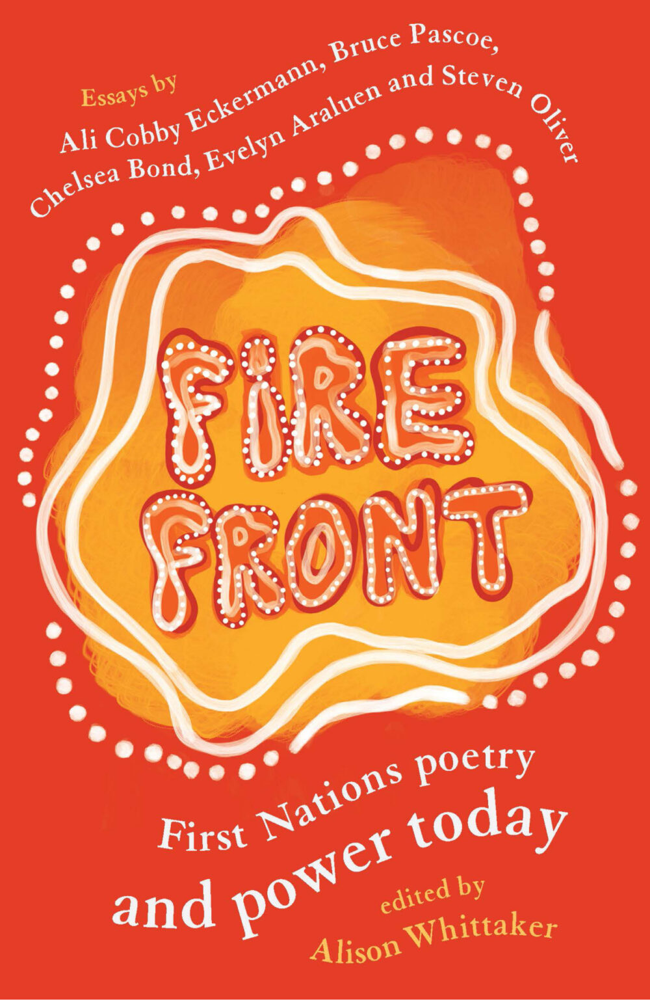 Essays by
Ali Cobby Eckermann, Bruce Pascoe,
Chelsea Bond, Evelyn Araluen and Steven Oliver
FiRE
FRONT
First Nations poetry
and power today
edited by
Alison Whittaker